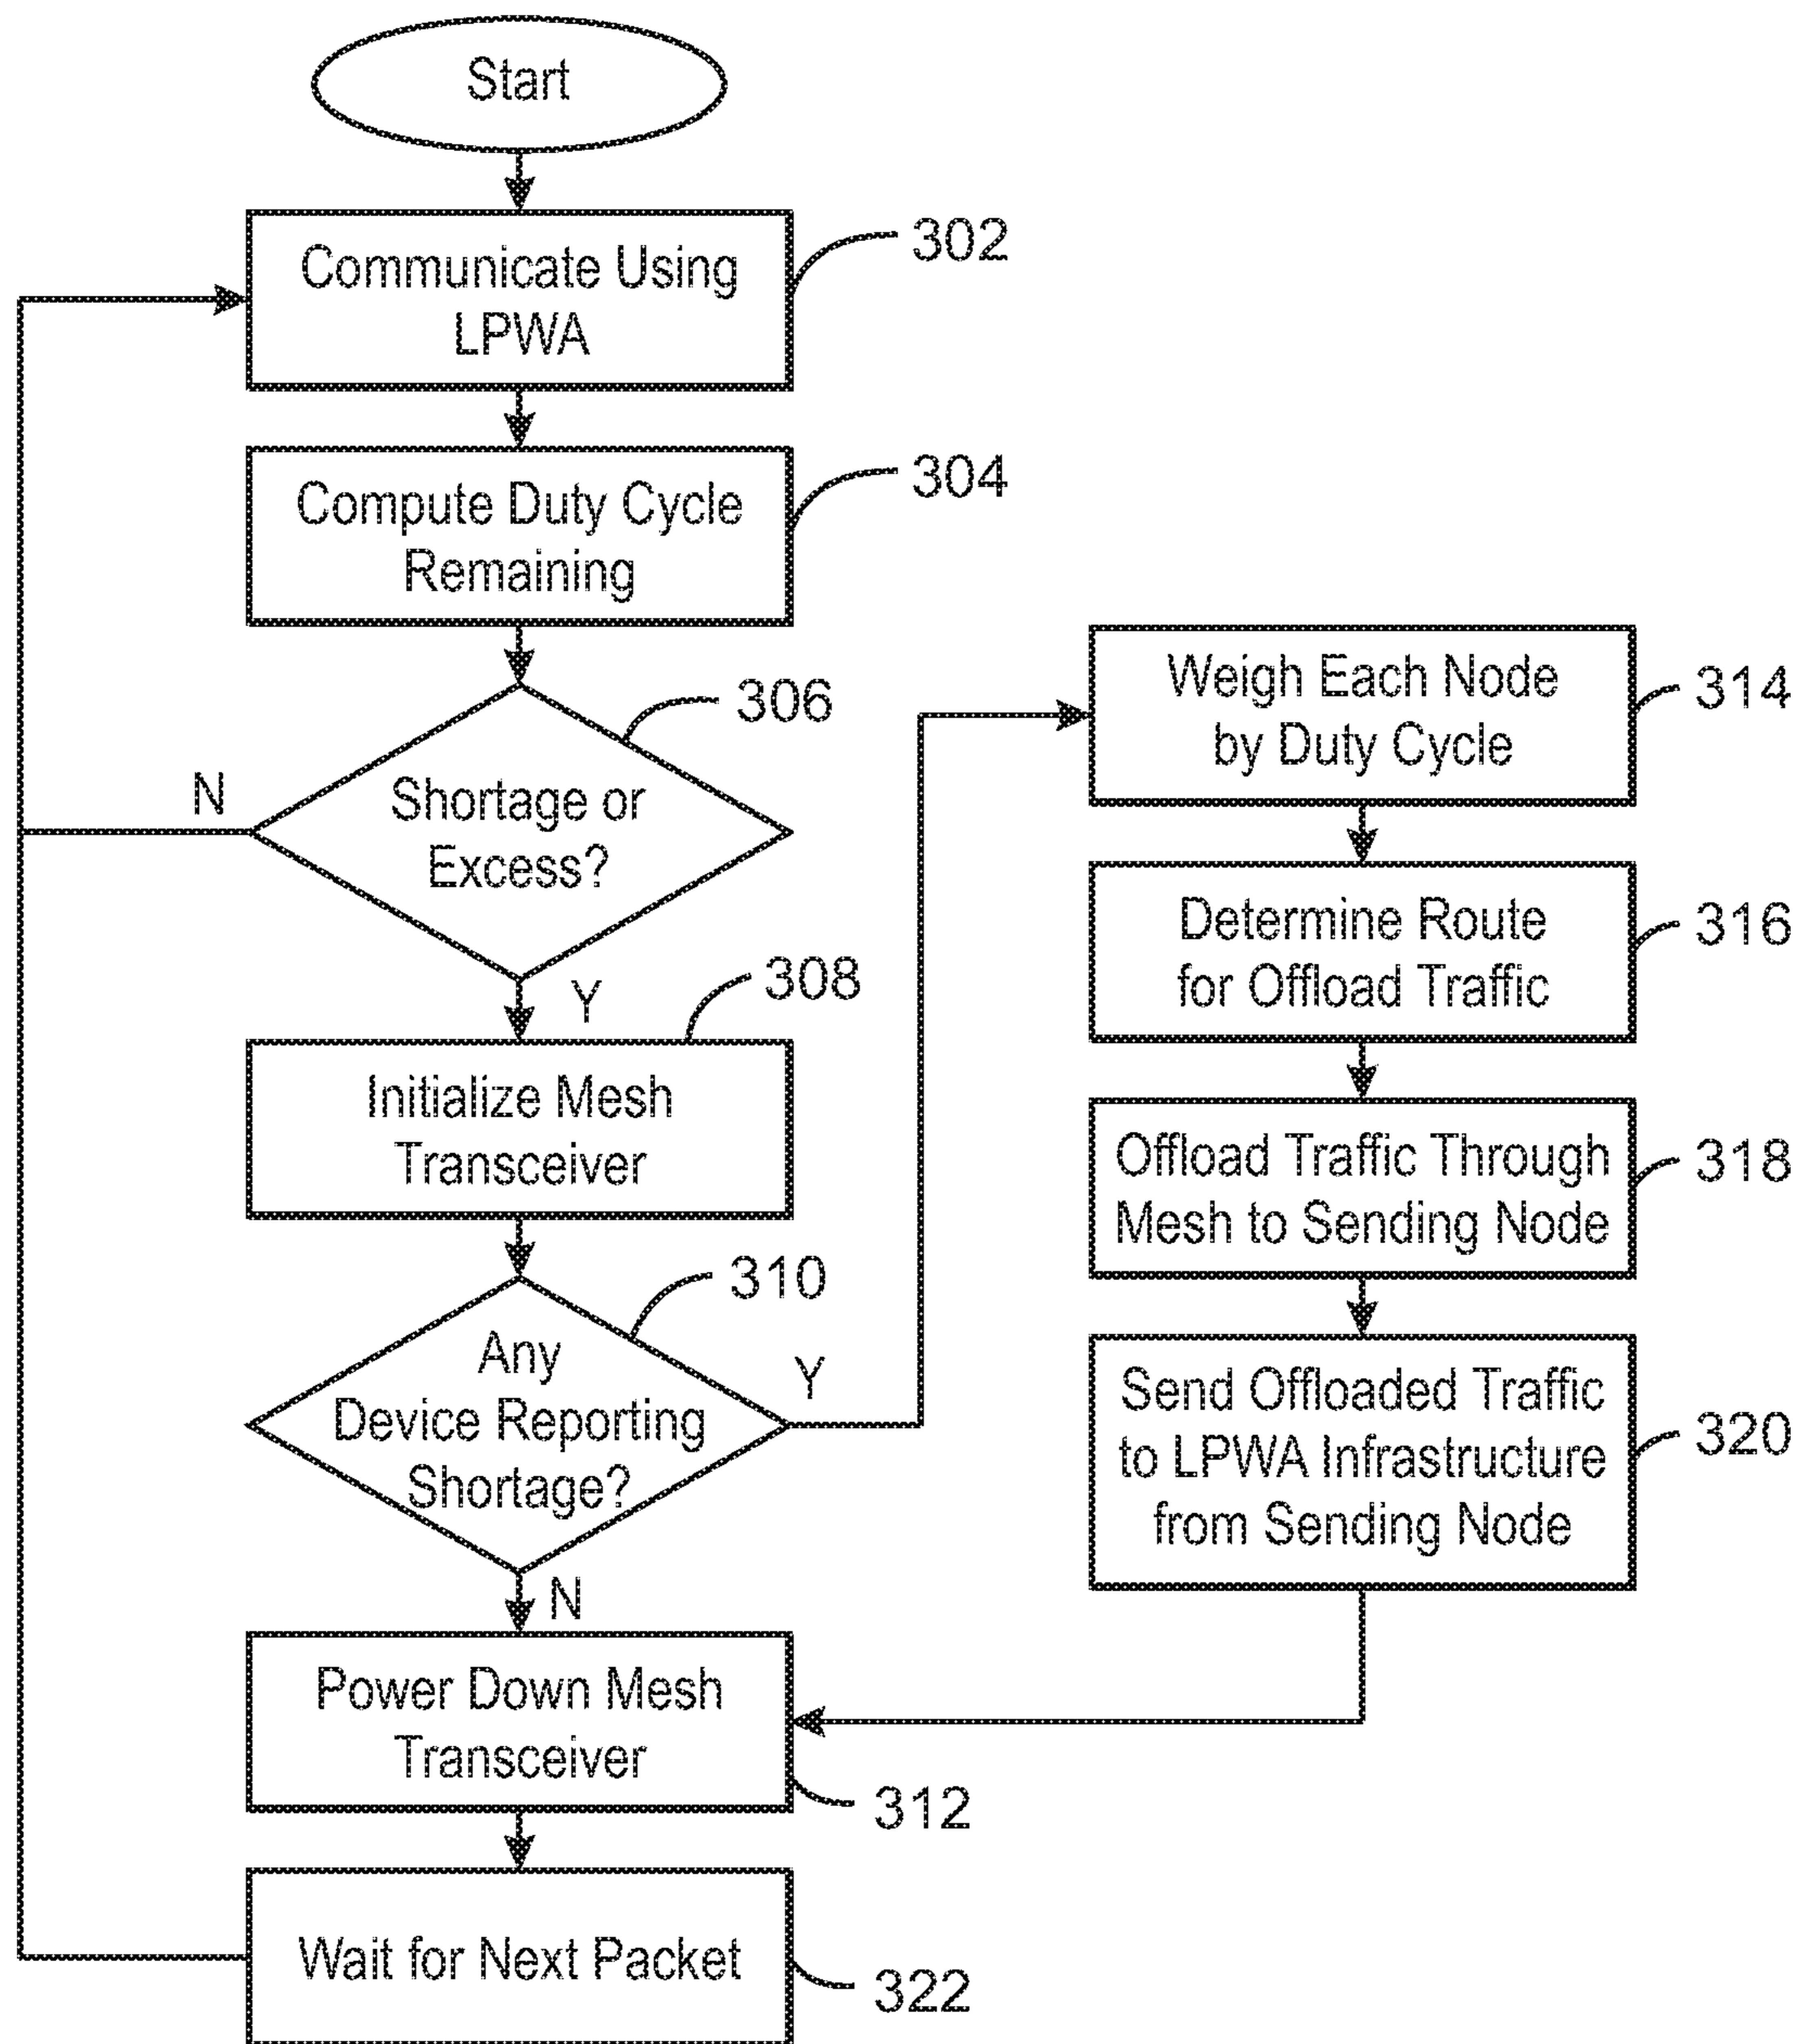 Start
Communicate Using
LPWA
302
Compute Duty Cycle
Remaining
304
Shortage or
Excess?
306
N
Y
308
Initialize Mesh
Transceiver
310
Any
Device Reporting
Shortage?
Y
N
Power Down Mesh
Transceiver
312
Wait for Next Packet
322
Weigh Each Node
by Duty Cycle
314
Determine Route
for Offload Traffic
316
Offload Traffic Through
Mesh to Sending Node
318
Send Offloaded Traffic
to LPWA Infrastructure
from Sending Node
320